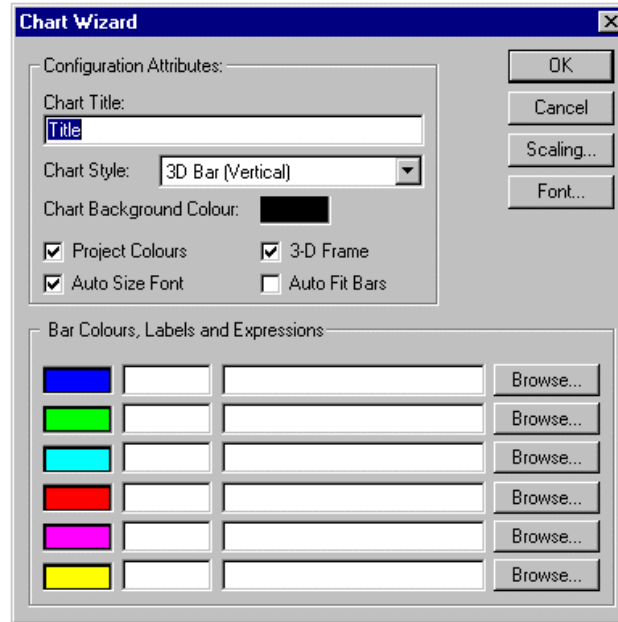 Chart Wizard
Configuration Attributes:
Chart Title:
Title
Chart Style: 3D Bar (Vertical)
Chart Background Colour:
Project Colours 3-D Frame
Auto Size Font Auto Fit Bars
OK
Cancel
Scaling...
Font...
Bar Colours, Labels and Expressions
Browse...
Browse...
Browse...
Browse...
Browse...
Browse...